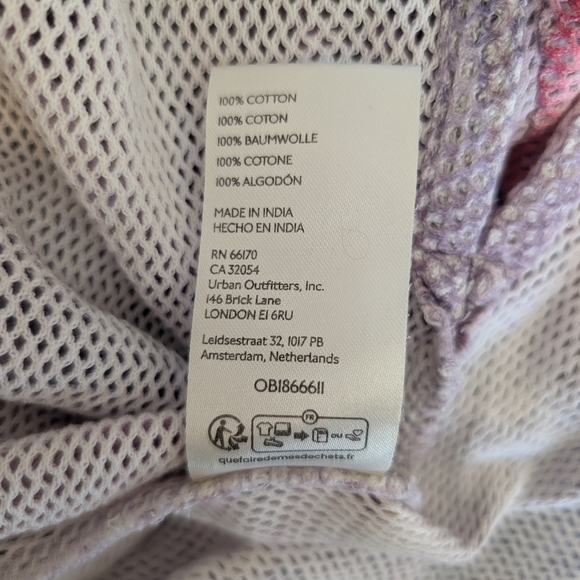 100% COTTON
100% COTON
100% BAUMWOLLE
100% COTONE
100% ALGODÓN
MADE IN INDIA
HECHO EN INDIA
RN 66170
CA 32054
Urban Outfitters, Inc.
146 Brick Lane
LONDON E1 6RU
Leidsestraat 32, 1017 PB
Amsterdam, Netherlands
OB1866611
FR
OU
quefairedemesdechets.fr